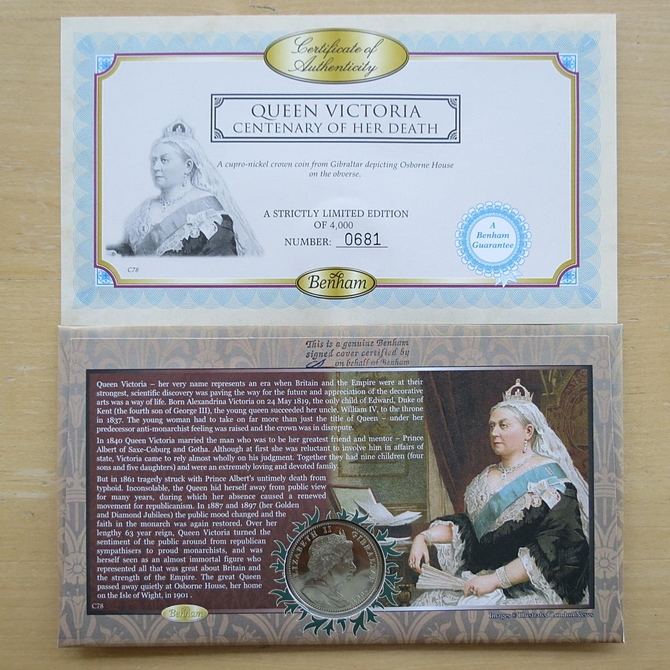 Certificate of
Authenticity
QUEEN VICTORIA
CENTENARY OF HER DEATH
A cupro-nickel crown coin from Gibraltar depicting Osborne House
on the obverse.
A STRICTLY LIMITED EDITION
OF 4,000
NUMBER: 0681
A
Benham
Guarantee
C78
Benham
This is a genuine Benham
signed cover certified by
on behalf of Benham
Queen Victoria – her very name represents an era when Britain and the Empire were at their
strongest, scientific discovery was paving the way for the future and appreciation of the decorative
arts was a way of life. Born Alexandrina Victoria on 24 May 1819, the only child of Edward, Duke of
Kent (the fourth son of George III), the young queen succeeded her uncle, William IV, to the throne
in 1837. The young woman had to take on far more than just the title of Queen – under her
predecessor anti-monarchist feeling was raised and the crown was in disrepute.
In 1840 Queen Victoria married the man who was to be her greatest friend and mentor – Prince
Albert of Saxe-Coburg and Gotha. Although at first she was reluctant to involve him in affairs of
state, Victoria came to rely almost wholly on his judgment. Together they had nine children (four
sons and five daughters) and were an extremely loving and devoted family.
But in 1861 tragedy struck with Prince Albert's untimely death from
typhoid. Inconsolable, the Queen hid herself away from public view
for many years, during which her absence caused a renewed
movement for republicanism. In 1887 and 1897 (her Golden
and Diamond Jubilees) the public mood changed and the
faith in the monarch was again restored. Over her
lengthy 63 year reign, Queen Victoria turned the
sentiment of the public around from republican
sympathisers to proud monarchists, and was
herself seen as an almost immortal figure who
represented all that was great about Britain and
the strength of the Empire. The great Queen
passed away quietly at Osborne House, her home
on the Isle of Wight, in 1901 .
C78
Benham
Images © Illustrated London News